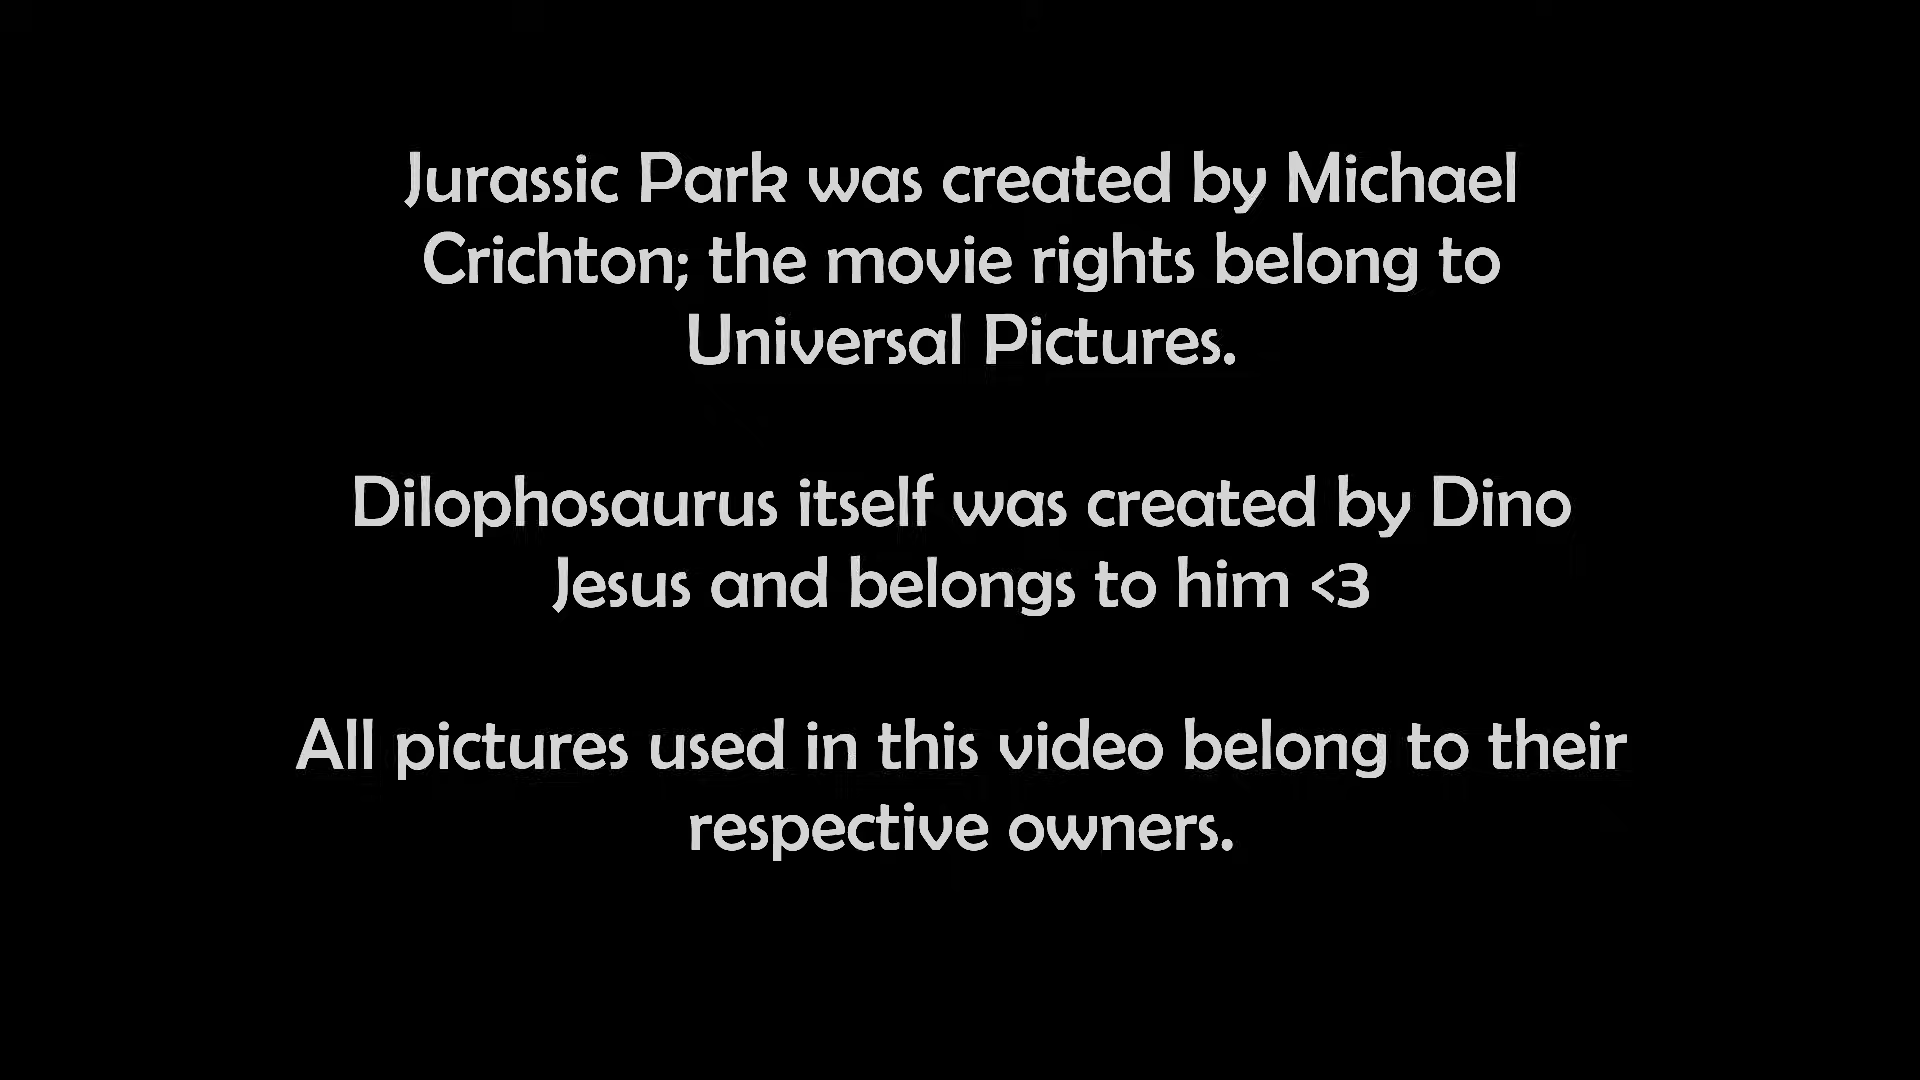 Jurassic Park was created by Michael
Crichton; the movie rights belong to
Universal Pictures.
Dilophosaurus itself was created by Dino
Jesus and belongs to him <3
All pictures used in this video belong to their
respective owners.